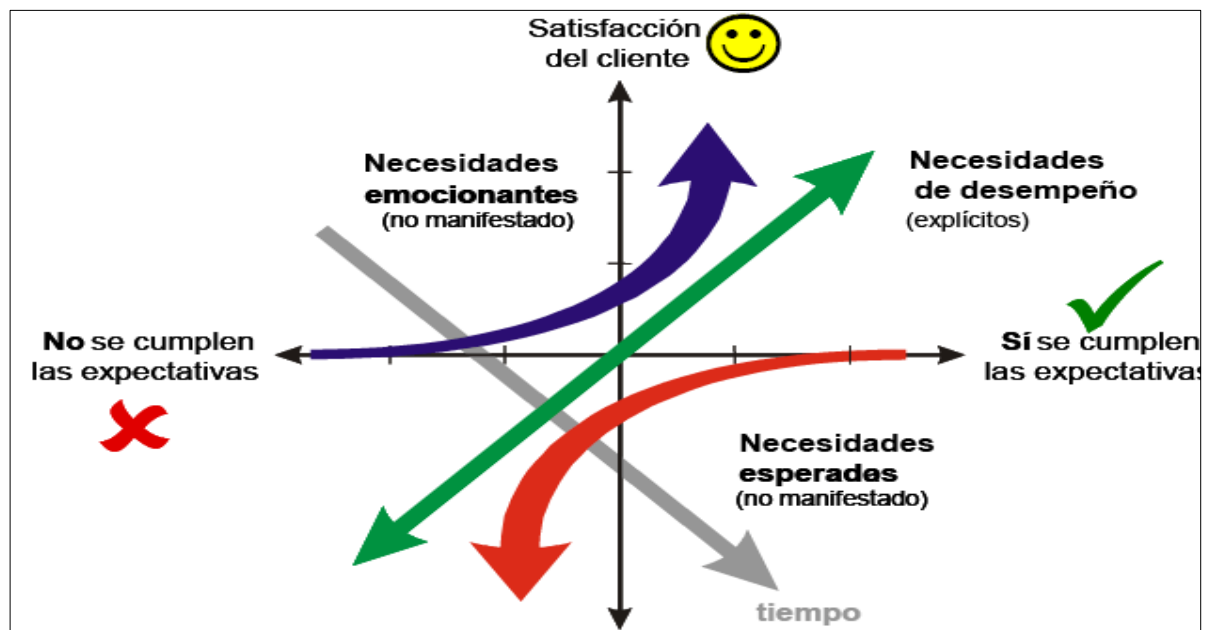 Satisfacción
del cliente
Necesidades
emocionantes
(no manifestado)
Necesidades
de desempeño
(explícitos)
No se cumplen
las expectativas
Sí se cumplen
las expectativas
Necesidades
esperadas
(no manifestado)
tiempo